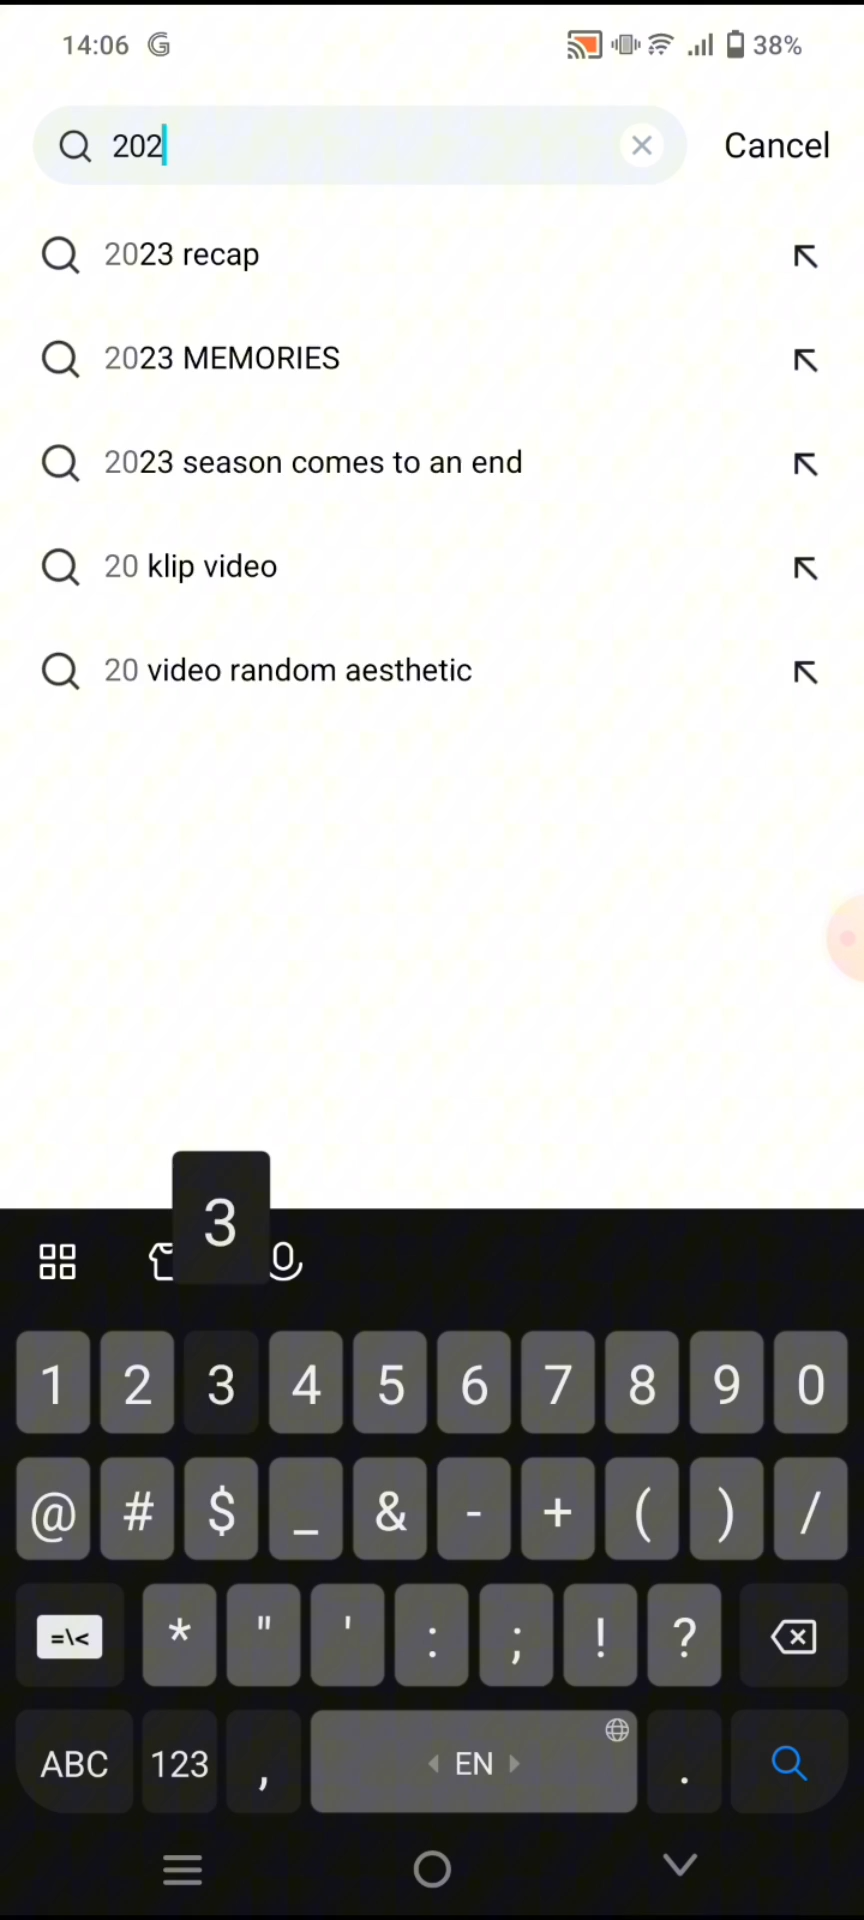 14:06 G 38%
202 Cancel
2023 recap
2023 MEMORIES
2023 season comes to an end
20 klip video
20 video random aesthetic
3
1 2 3 4 5 6 7 8 9 0
@ # $ _ & - + ( ) /
=\< * " ' : ; ! ?
ABC 123 , EN .